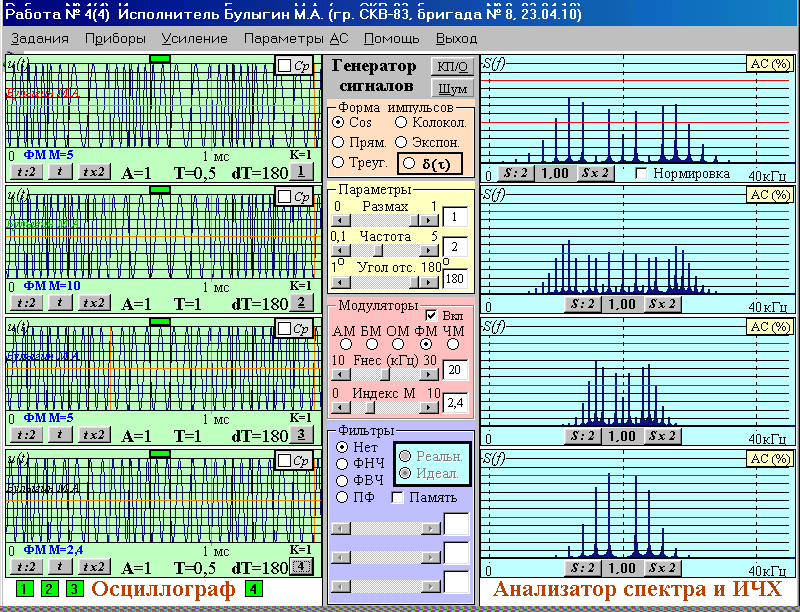 Работа № 4(4) Исполнитель Булыгин М.А. (гр. СКВ-83, бригада № 8, 23.04.10)
Задания Приборы Усиление Параметры АС Помощь Выход
u(t) Ср
Булыгин М.А.
0 ФМ М=5 1 мс К=1
t:2 t tx2 А=1 Т=0,5 dТ=180 1
u(t) Ср
Булыгин М.А.
0 ФМ М=10 1 мс К=1
t:2 t tx2 А=1 Т=1 dТ=180 2
u(t) Ср
Булыгин М.А.
0 ФМ М=5 1 мс К=1
t:2 t tx2 А=1 Т=1 dТ=180 3
u(t) Ср
Булыгин М.А.
0 ФМ М=2,4 1 мс К=1
t:2 t tx2 А=1 Т=0,5 dТ=180 4
1 2 3 Осциллограф 4
Генератор сигналов
КП/Q
Шум
Форма импульсов
Cos Колокол.
Прям. Экспон.
Треуг. δ(τ)
Параметры
0 Размах 1
1
0,1 Частота 5
2
1° Угол отс. 180°
180
Модуляторы Вкл
АМ БМ ОМ ФМ ЧМ
10 Fнес (кГц) 30
20
0 Индекс М 10
2,4
Фильтры
Нет
ФНЧ
ФВЧ
ПФ
Реальн.
Идеал.
Память
S(f) АС (%)
0 S:2 1,00 Sx2 Нормировка 40кГц
S(f) АС (%)
0 S:2 1,00 Sx2 40кГц
S(f) АС (%)
0 S:2 1,00 Sx2 40кГц
S(f) АС (%)
0 S:2 1,00 Sx2 40кГц
Анализатор спектра и ИЧХ